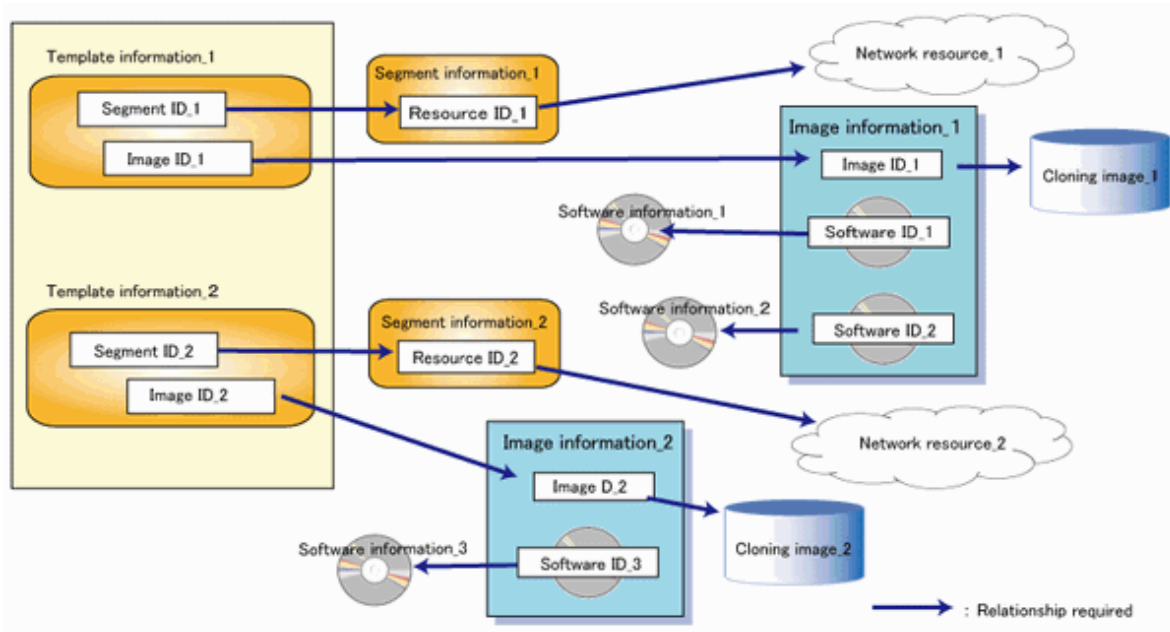 Template information_1
Segment ID_1
Image ID_1
Segment information_1
Resource ID_1
Network resource_1
Image information_1
Image ID_1
Cloning image_1
Software information_1
Software ID_1
Software information_2
Software ID_2
Template information_2
Segment ID_2
Image ID_2
Segment information_2
Resource ID_2
Network resource_2
Image information_2
Image D_2
Cloning image_2
Software information_3
Software ID_3
: Relationship required